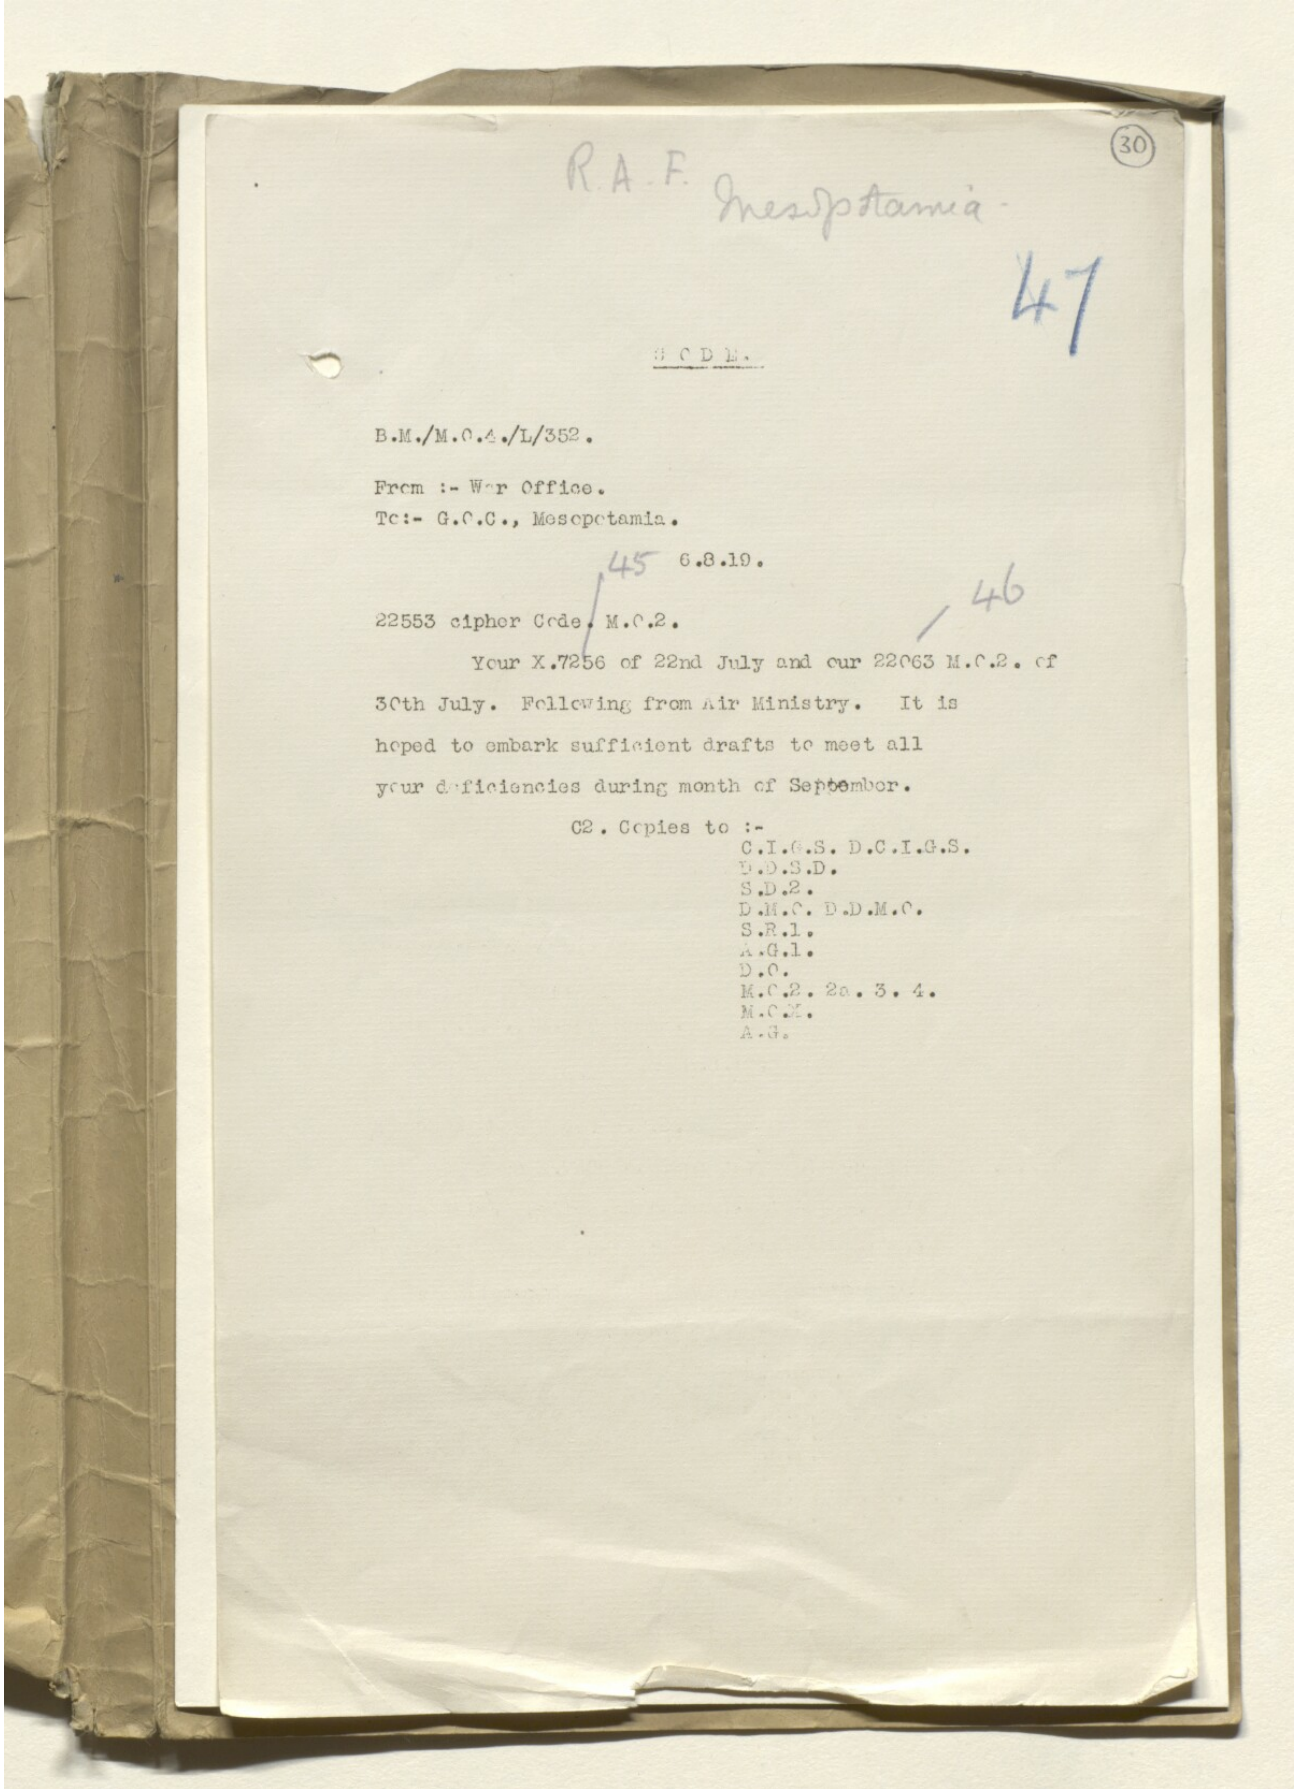 30
R.A.F.
Mesopotamia -
47
B.M./M.O.4./L/352.
From :- War Office.
To:- G.O.C., Mesopotamia.
45 6.8.19.
46
22553 cipher Code. M.O.2.
Your X.7256 of 22nd July and our 22063 M.O.2. of
30th July. Following from Air Ministry. It is
hoped to embark sufficient drafts to meet all
your deficiencies during month of September.
C2. Copies to :-
C.I.G.S. D.C.I.G.S.
D.D.S.D.
S.D.2.
D.M.O. D.D.M.O.
S.R.1.
A.G.1.
D.O.
M.O.2. 2a. 3. 4.
M.O.X.
A.G.